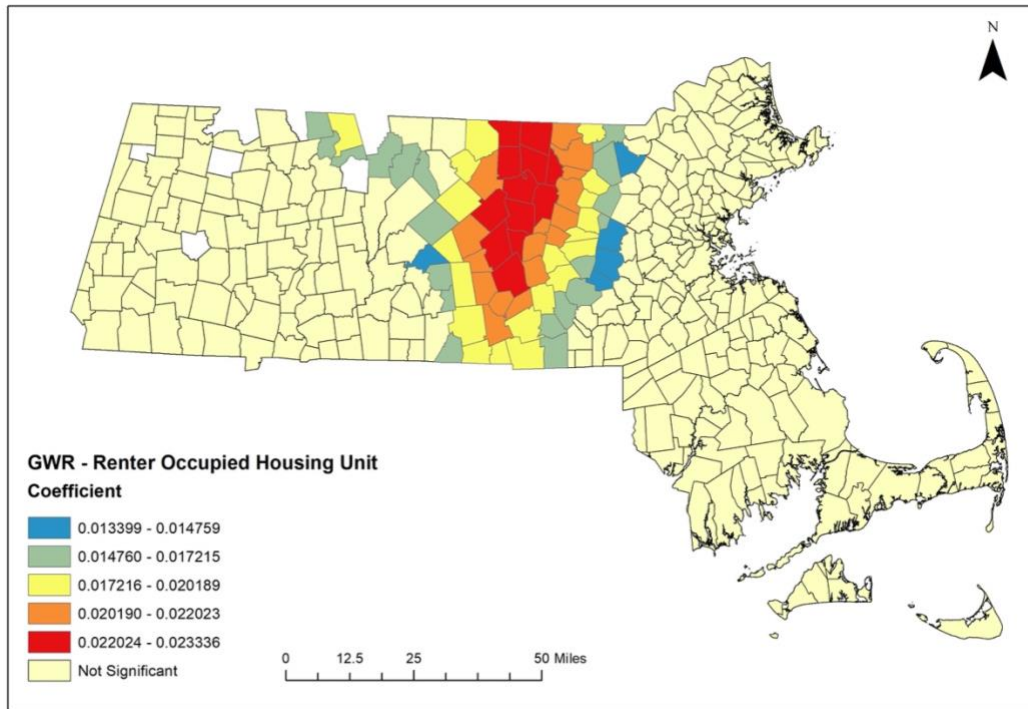 N
GWR - Renter Occupied Housing Unit
Coefficient
0.013399 - 0.014759
0.014760 - 0.017215
0.017216 - 0.020189
0.020190 - 0.022023
0.022024 - 0.023336
Not Significant
0 12.5 25 50 Miles